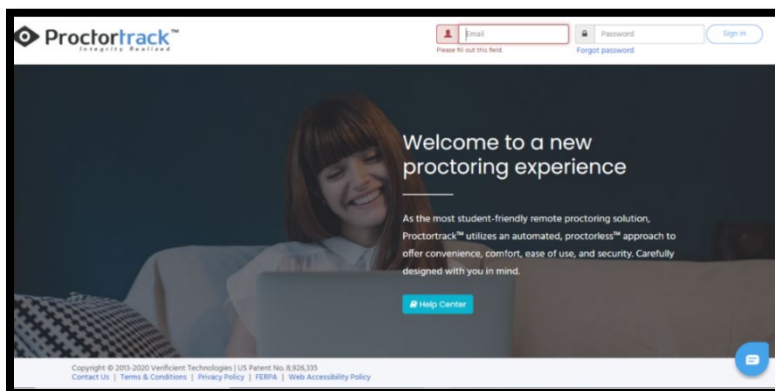 Proctortrack™
Integrity Realized
Email
Password
Sign in
Please fill out this field.
Forgot password
Welcome to a new
proctoring experience
As the most student-friendly remote proctoring solution,
Proctortrack™ utilizes an automated, proctorless™ approach to
offer convenience, comfort, ease of use, and security. Carefully
designed with you in mind.
Help Center
Copyright © 2013-2020 Verificient Technologies | US Patent No. 8,926,335
Contact Us | Terms & Conditions | Privacy Policy | FERPA | Web Accessibility Policy